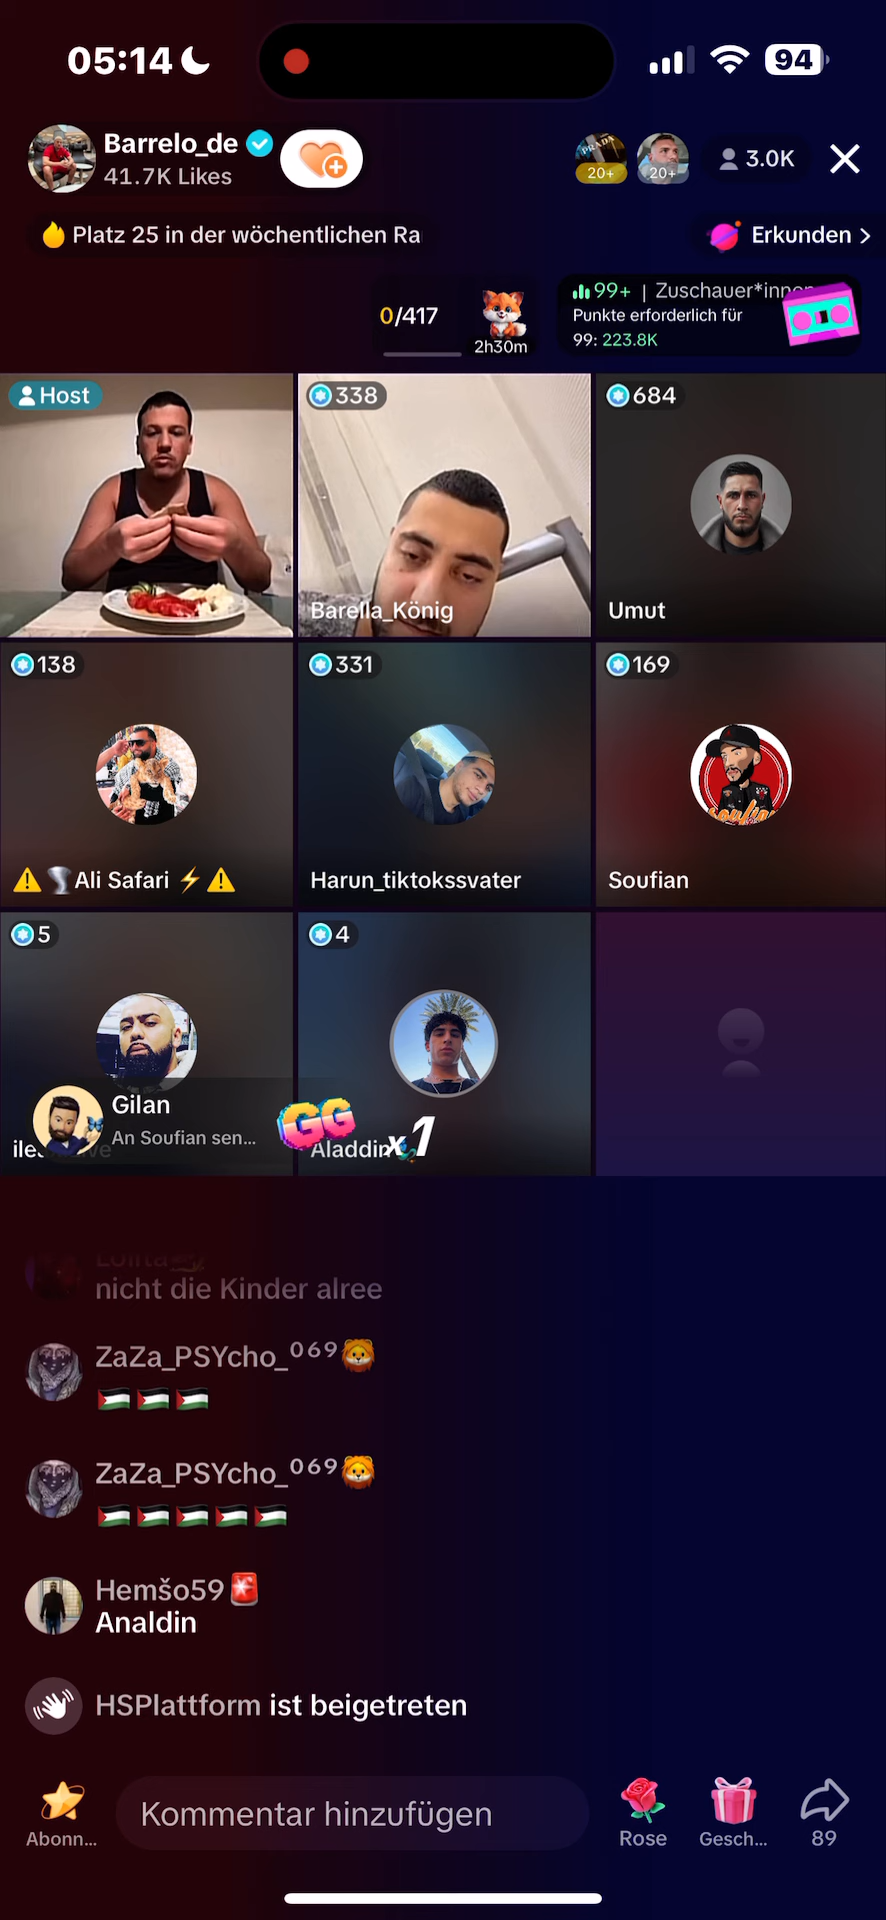 05:14
94
Barrelo_de
41.7K Likes
20+
20+
3.0K
Platz 25 in der wöchentlichen Ra
Erkunden >
0/417
2h30m
99+ | Zuschauer*innen
Punkte erforderlich für
99: 223.8K
Host
338
684
Barella_König
Umut
138
331
169
Ali Safari
Harun_tiktokssvater
Soufian
5
4
Gilan
An Soufian sen...
GG
x1
Aladdin
nicht die Kinder alree
ZaZa_PSYcho_⁰⁶⁹🦁
🇵🇸🇵🇸🇵🇸
ZaZa_PSYcho_⁰⁶⁹🦁
🇵🇸🇵🇸🇵🇸🇵🇸🇵🇸
Hemšo59🚨
Analdin
HSPlattform ist beigetreten
Abonn...
Kommentar hinzufügen
Rose
Gesch...
89